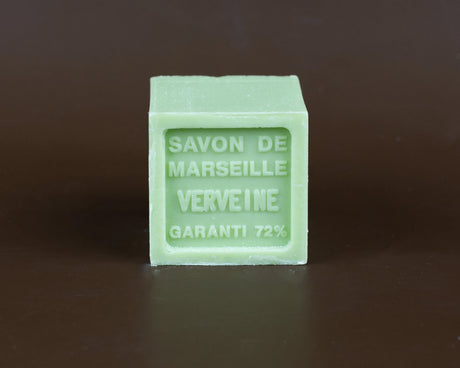 SAVON DE
MARSEILLE
VERVEINE
GARANTI 72%